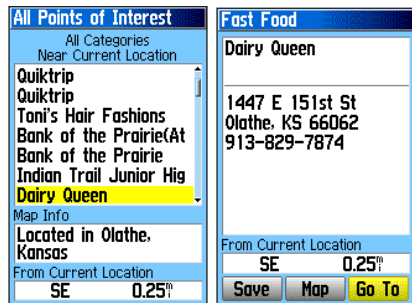 All Points of Interest
All Categories
Near Current Location
Quiktrip
Quiktrip
Toni's Hair Fashions
Bank of the Prairie(At
Bank of the Prairie
Indian Trail Junior Hig
Dairy Queen
Map Info
Located in Olathe,
Kansas
From Current Location
SE 0.25m
Fast Food
Dairy Queen
1447 E 151st St
Olathe, KS 66062
913-829-7874
From Current Location
SE 0.25m
Save Map Go To